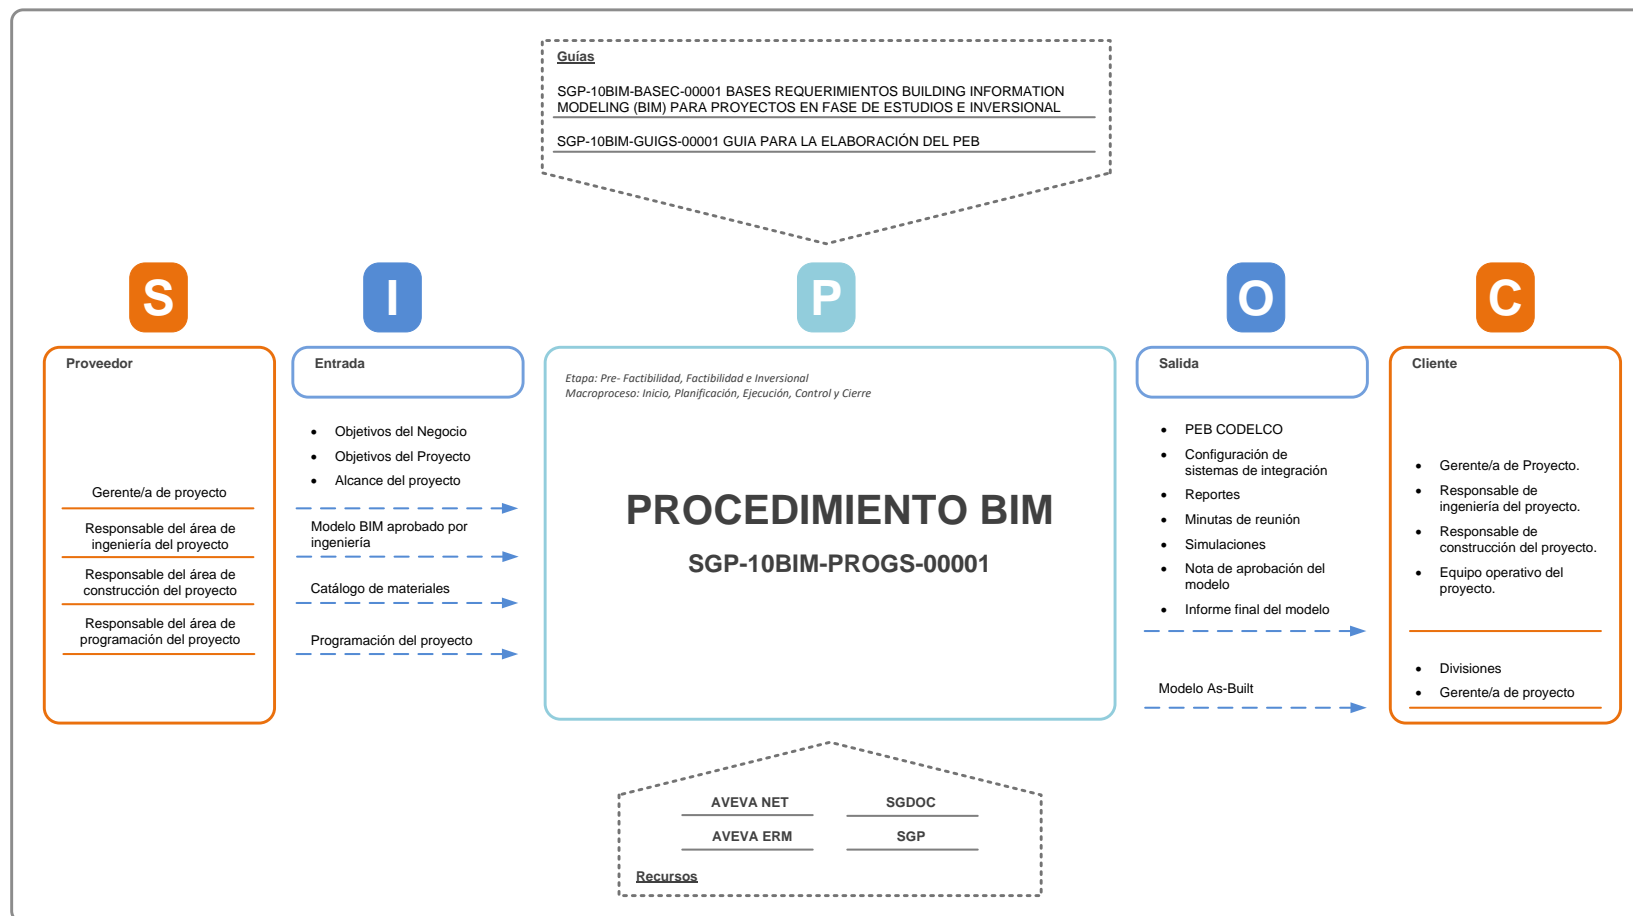 Guías
SGP-10BIM-BASEC-00001 BASES REQUERIMIENTOS BUILDING INFORMATION
MODELING (BIM) PARA PROYECTOS EN FASE DE ESTUDIOS E INVERSIONAL
SGP-10BIM-GUIGS-00001 GUIA PARA LA ELABORACIÓN DEL PEB
S
I
P
O
C
Proveedor
Gerente/a de proyecto
Responsable del área de
ingeniería del proyecto
Responsable del área de
construcción del proyecto
Responsable del área de
programación del proyecto
Entrada
• Objetivos del Negocio
• Objetivos del Proyecto
• Alcance del proyecto
Modelo BIM aprobado por
ingeniería
Catálogo de materiales
Programación del proyecto
Etapa: Pre- Factibilidad, Factibilidad e Inversional
Macroproceso: Inicio, Planificación, Ejecución, Control y Cierre
PROCEDIMIENTO BIM
SGP-10BIM-PROGS-00001
Salida
• PEB CODELCO
• Configuración de
sistemas de integración
• Reportes
• Minutas de reunión
• Simulaciones
• Nota de aprobación del
modelo
• Informe final del modelo
Modelo As-Built
Cliente
• Gerente/a de Proyecto.
• Responsable de
ingeniería del proyecto.
• Responsable de
construcción del proyecto.
• Equipo operativo del
proyecto.
• Divisiones
• Gerente/a de proyecto
AVEVA NET
SGDOC
AVEVA ERM
SGP
Recursos